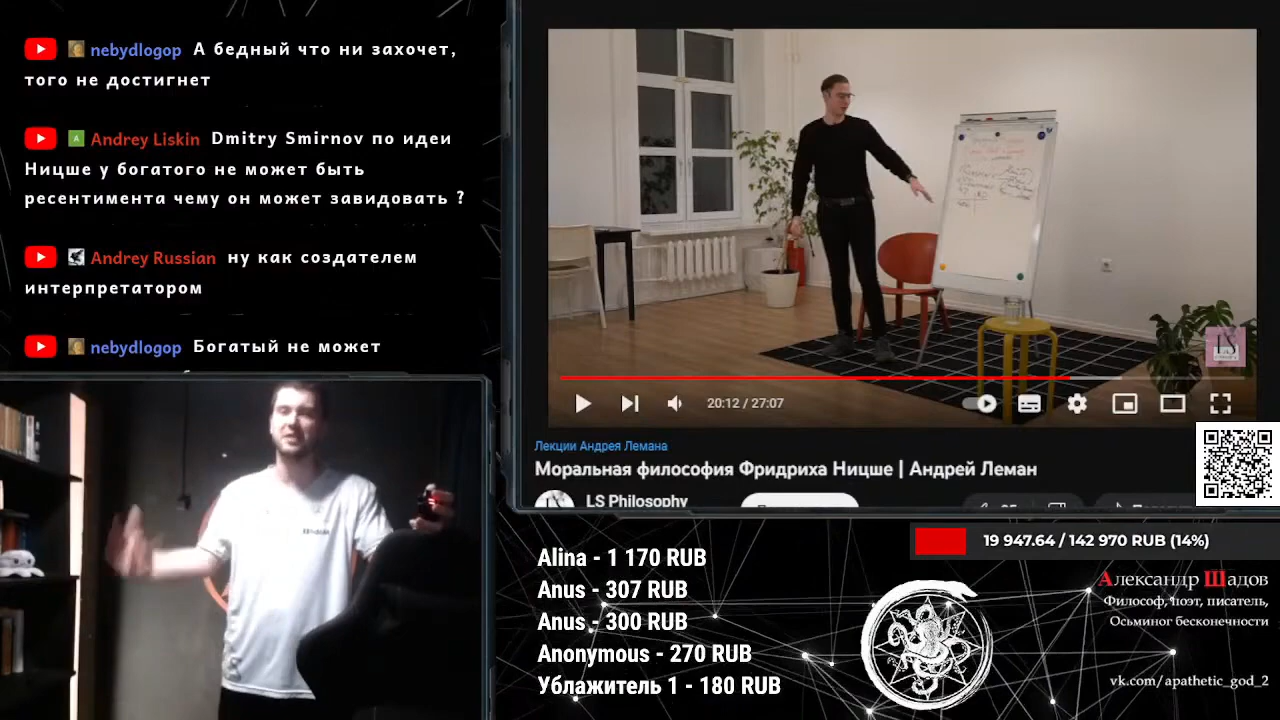 nebydlogop А бедный что ни захочет,
того не достигнет
Andrey Liskin Dmitry Smirnov по идеи
Ницше у богатого не может быть
ресентимента чему он может завидовать ?
Andrey Russian ну как создателем
интерпретатором
nebydlogop Богатый не может
20:12 / 27:07
LS
Лекции Андрея Лемана
Моральная философия Фридриха Ницше | Андрей Леман
LS Philosophy
19 947.64 / 142 970 RUB (14%)
Alina - 1 170 RUB
Anus - 307 RUB
Anus - 300 RUB
Anonymous - 270 RUB
Ублажитель 1 - 180 RUB
Александр Шадов
Философ, поэт, писатель,
Осьминог бесконечности
vk.com/apathetic_god_2